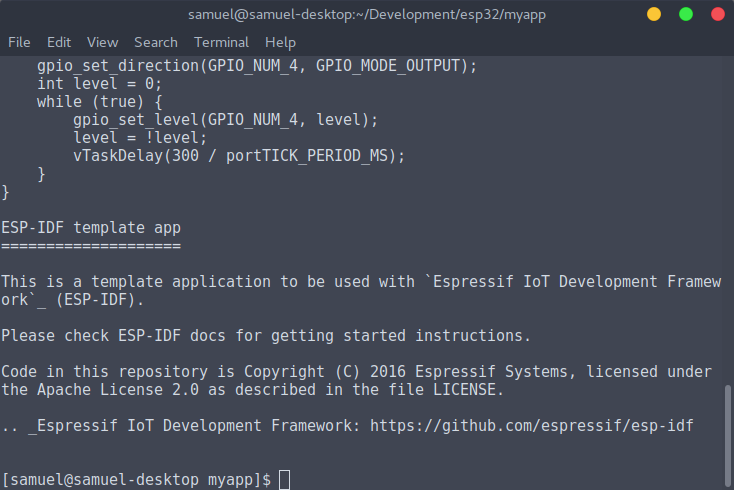 samuel@samuel-desktop:~/Development/esp32/myapp
File Edit View Search Terminal Help
    gpio_set_direction(GPIO_NUM_4, GPIO_MODE_OUTPUT);
    int level = 0;
    while (true) {
        gpio_set_level(GPIO_NUM_4, level);
        level = !level;
        vTaskDelay(300 / portTICK_PERIOD_MS);
    }
}
ESP-IDF template app
====================
This is a template application to be used with `Espressif IoT Development Framew
ork`_ (ESP-IDF).
Please check ESP-IDF docs for getting started instructions.
Code in this repository is Copyright (C) 2016 Espressif Systems, licensed under
the Apache License 2.0 as described in the file LICENSE.
.. _Espressif IoT Development Framework: https://github.com/espressif/esp-idf
[samuel@samuel-desktop myapp]$